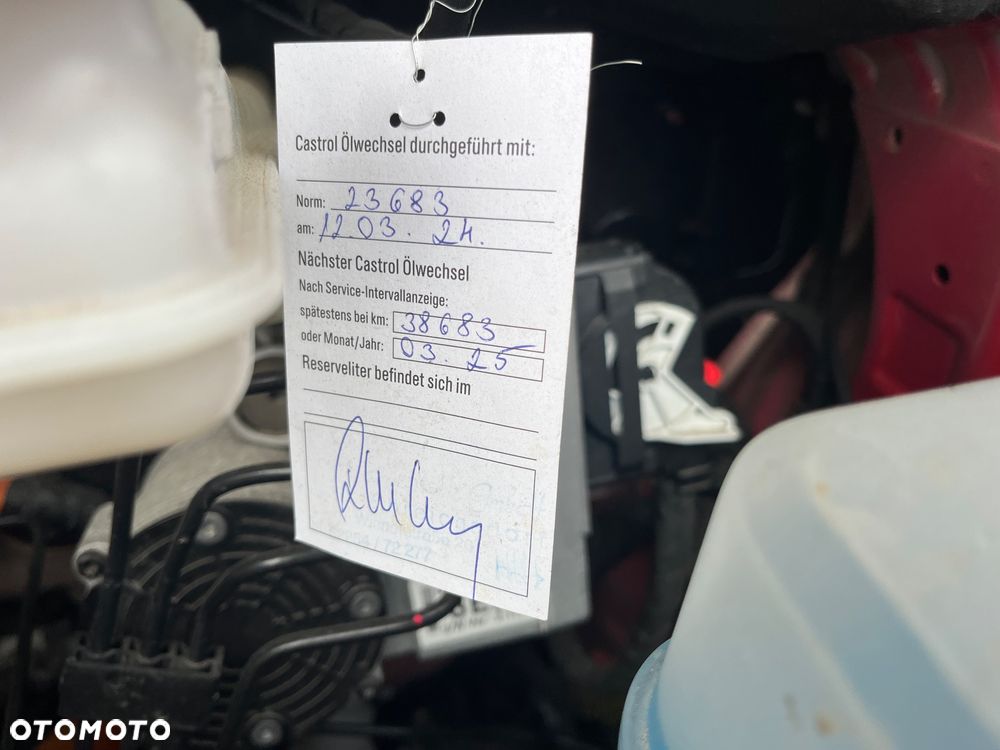 Castrol Ölwechsel durchgeführt mit:
Norm: 23683
am: 12.03. 24.
Nächster Castrol Ölwechsel
Nach Service-Intervallanzeige:
spätestens bei km: 38683
oder Monat/Jahr: 03. 25
Reserveliter befindet sich im
OTOMOTO